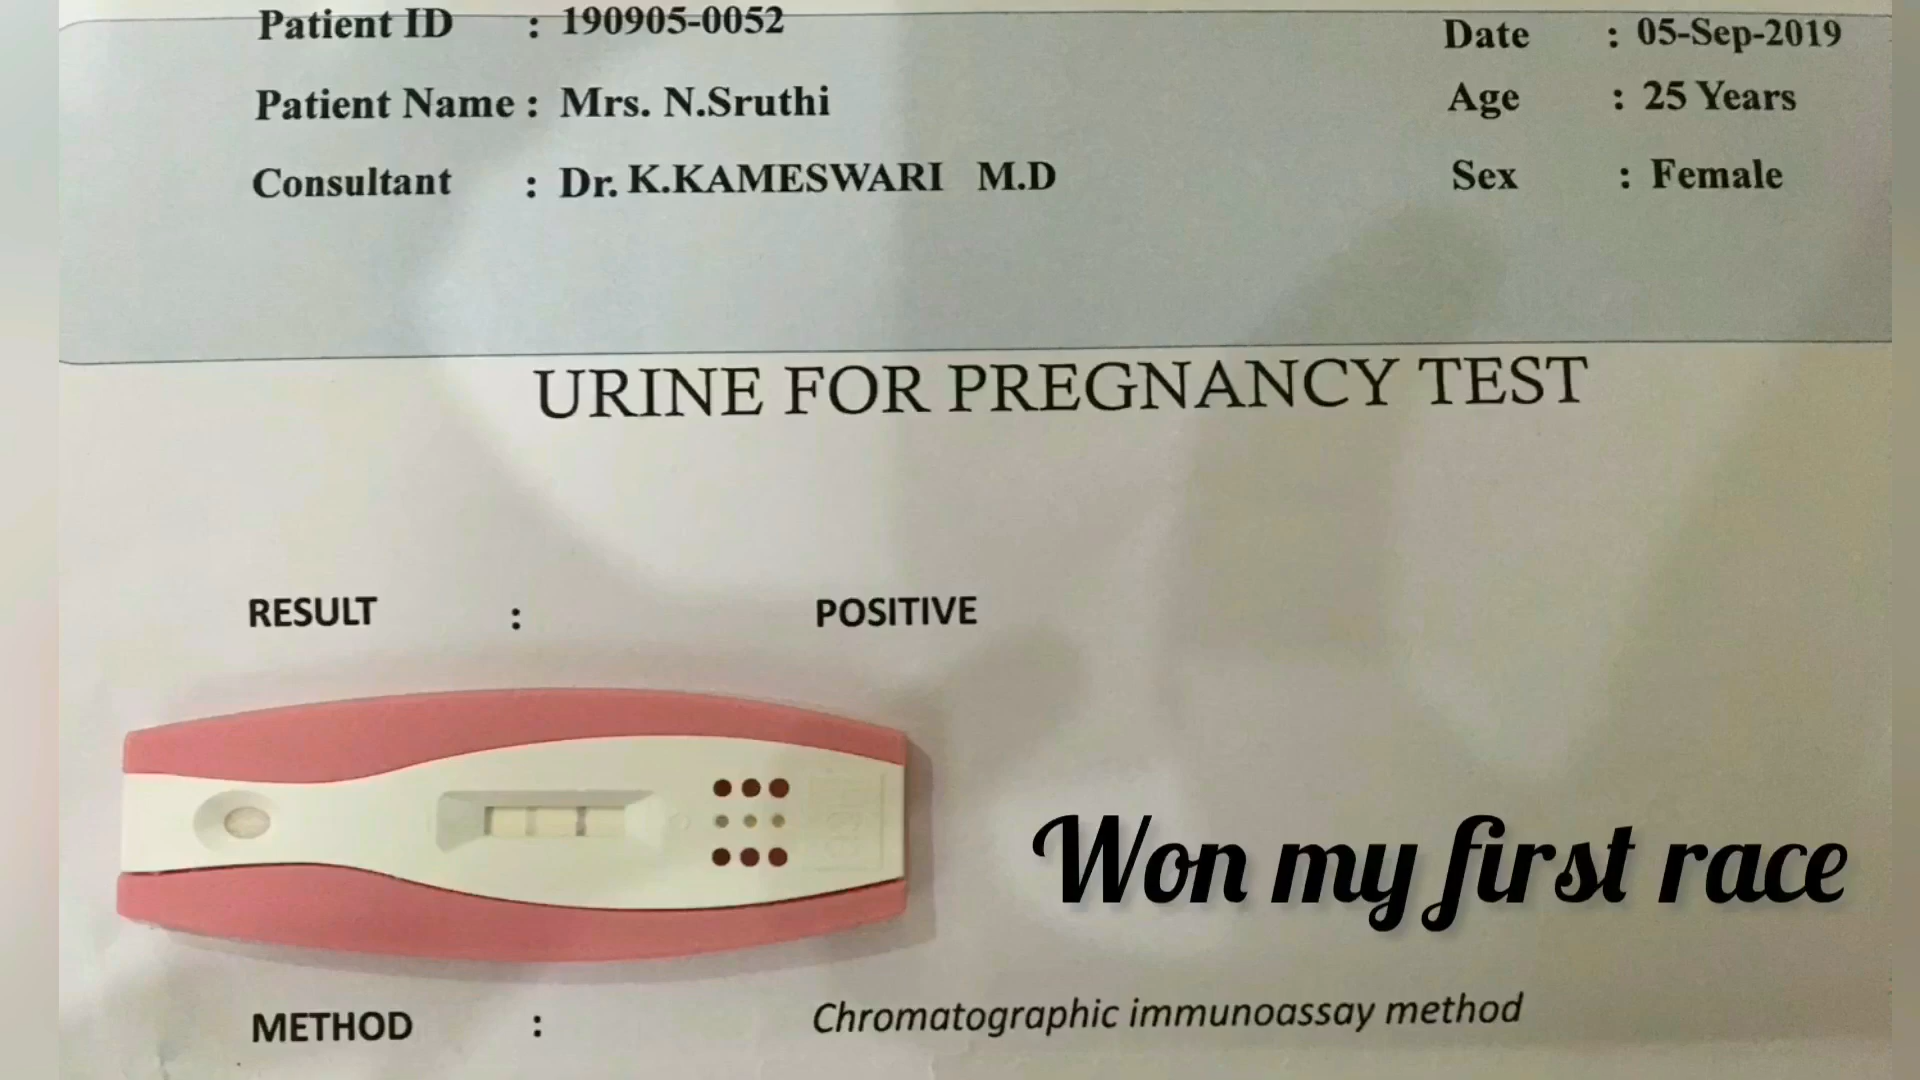 Patient ID : 190905-0052
Date : 05-Sep-2019
Patient Name : Mrs. N.Sruthi
Age : 25 Years
Consultant : Dr. K.KAMESWARI M.D
Sex : Female
URINE FOR PREGNANCY TEST
RESULT : POSITIVE
Won my first race
METHOD : Chromatographic immunoassay method